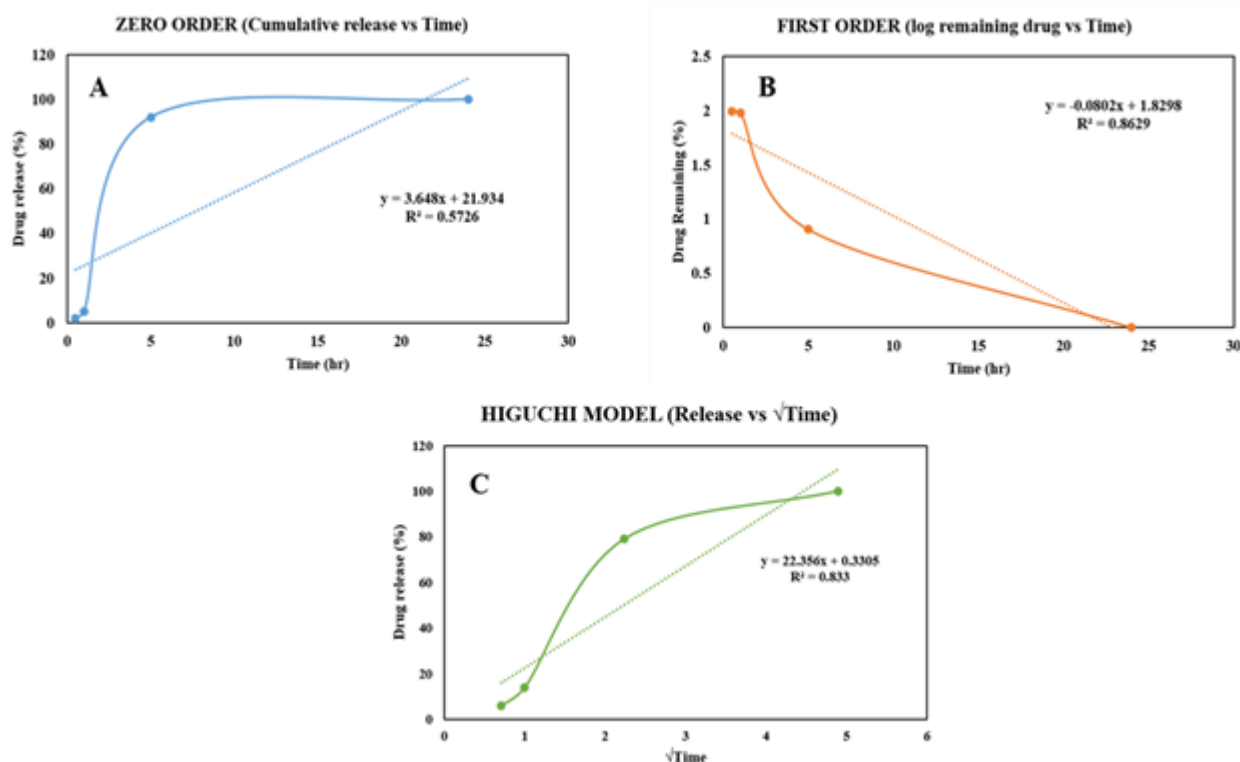 ZERO ORDER (Cumulative release vs Time)
A
Drug release (%)
120
100
80
60
40
20
0
y = 3.648x + 21.934
R² = 0.5726
0 5 10 15 20 25 30
Time (hr)
FIRST ORDER (log remaining drug vs Time)
B
Drug Remaining (%)
2.5
2
1.5
1
0.5
0
y = -0.0802x + 1.8298
R² = 0.8629
0 5 10 15 20 25 30
Time (hr)
HIGUCHI MODEL (Release vs √Time)
C
Drug release (%)
120
100
80
60
40
20
0
y = 22.356x + 0.3305
R² = 0.833
0 1 2 3 4 5 6
√Time